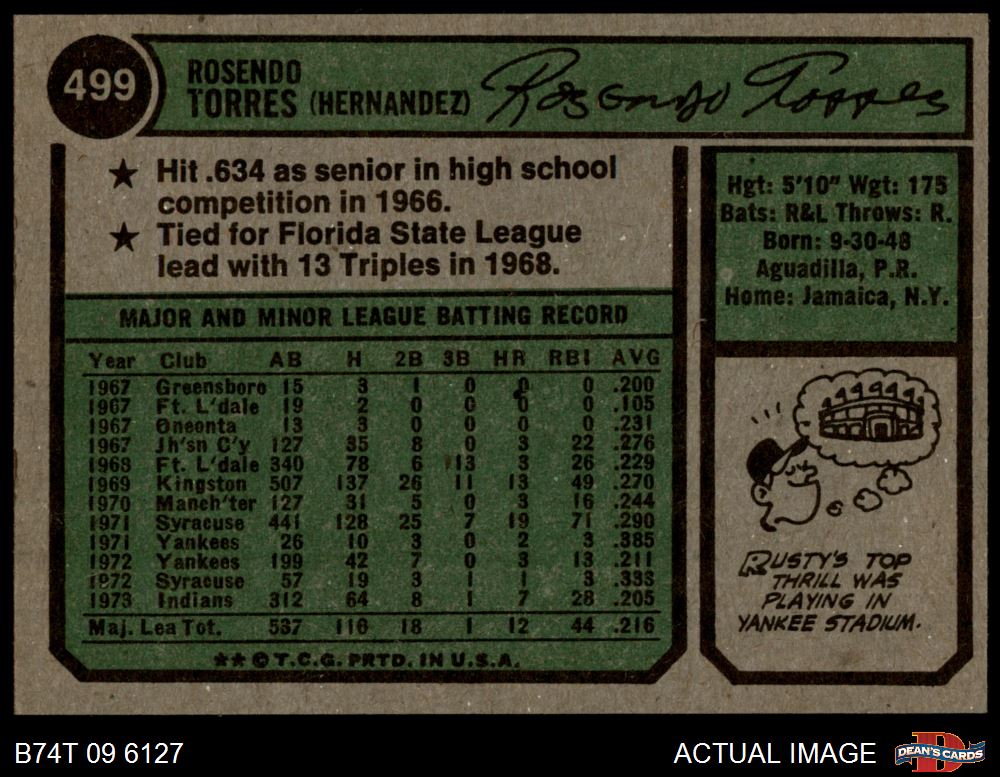 499
ROSENDO
TORRES (HERNANDEZ)
Rosendo Torres
★ Hit .634 as senior in high school
competition in 1966.
★ Tied for Florida State League
lead with 13 Triples in 1968.
Hgt: 5'10" Wgt: 175
Bats: R&L Throws: R.
Born: 9-30-48
Aguadilla, P.R.
Home: Jamaica, N.Y.
MAJOR AND MINOR LEAGUE BATTING RECORD
Year Club AB H 2B 3B HR RBI AVG
1967 Greensboro 15 3 1 0 0 0 .200
1967 Ft. L'dale 19 2 0 0 0 0 .105
1967 Oneonta 13 3 0 0 0 0 .231
1967 Jh'sn C'y 127 35 8 0 3 22 .276
1968 Ft. L'dale 340 78 6 13 3 26 .229
1969 Kingston 507 137 26 11 13 49 .270
1970 Manch'ter 127 31 5 0 3 16 .244
1971 Syracuse 441 128 25 7 19 71 .290
1971 Yankees 26 10 3 0 2 3 .385
1972 Yankees 199 42 7 0 3 13 .211
1972 Syracuse 57 19 3 1 1 3 .333
1973 Indians 312 64 8 1 7 28 .205
Maj. Lea Tot. 537 116 18 1 12 44 .216
★★ © T.C.G. PRTD. IN U.S.A.
RUSTY'S TOP
THRILL WAS
PLAYING IN
YANKEE STADIUM.
B74T 09 6127
ACTUAL IMAGE
DEAN'S CARDS